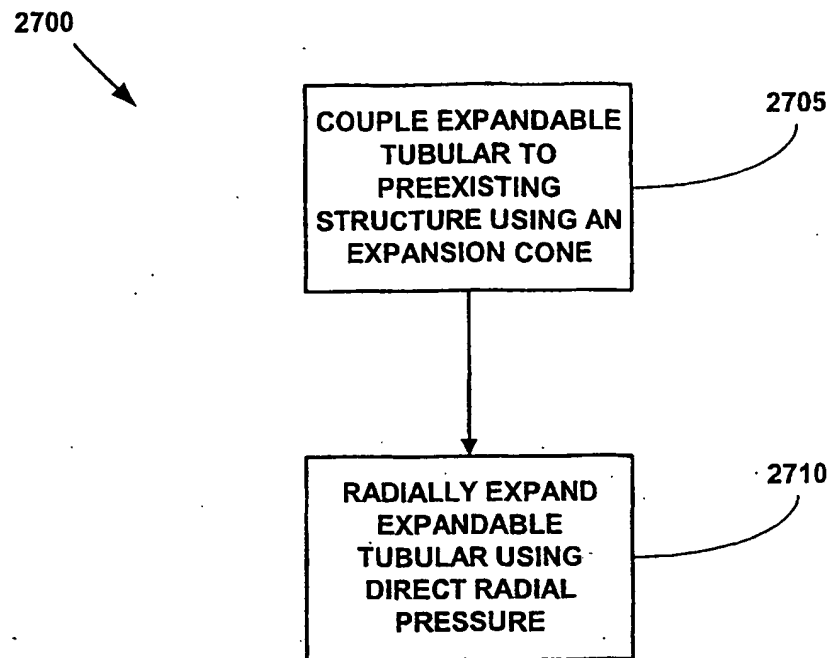 2700
2705
COUPLE EXPANDABLE
TUBULAR TO
PREEXISTING
STRUCTURE USING AN
EXPANSION CONE
2710
RADIALLY EXPAND
EXPANDABLE
TUBULAR USING
DIRECT RADIAL
PRESSURE